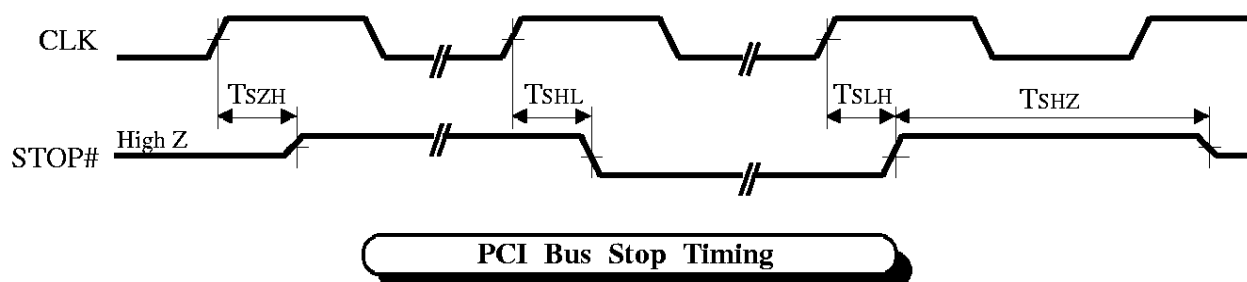 CLK
TSZH
TSHL
TSLH
TSHZ
High Z
STOP#
PCI Bus Stop Timing